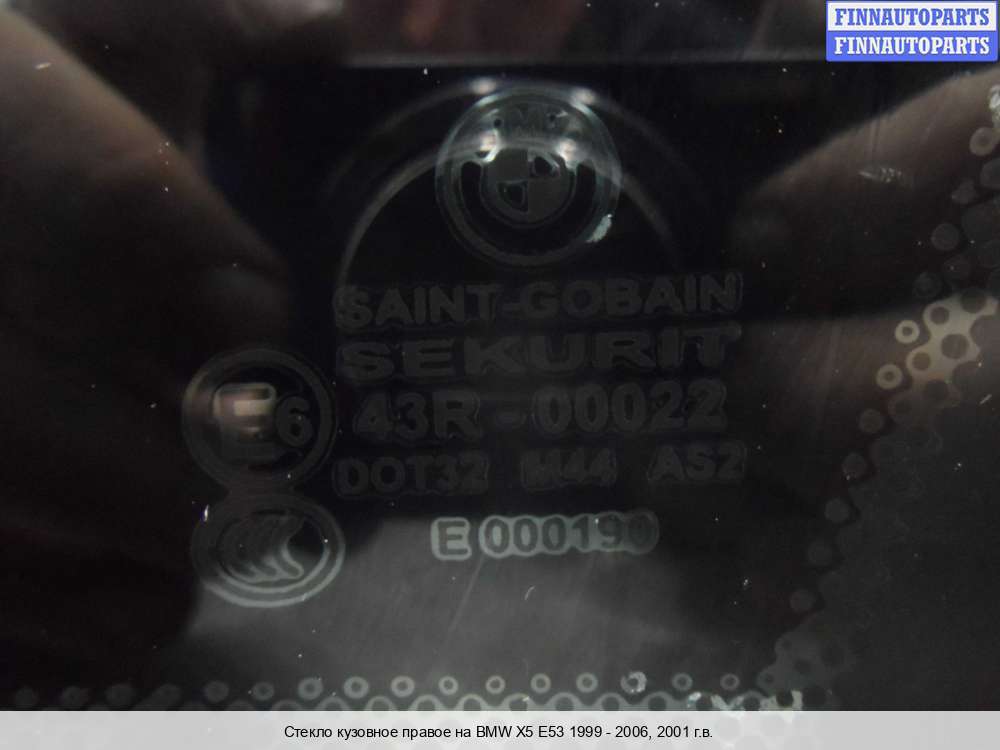 FINNAUTOPARTS
FINNAUTOPARTS
SAINT-GOBAIN
SEKURIT
E6
43R-00022
DOT32 M44 AS2
E 000190
Стекло кузовное правое на BMW X5 E53 1999 - 2006, 2001 г.в.